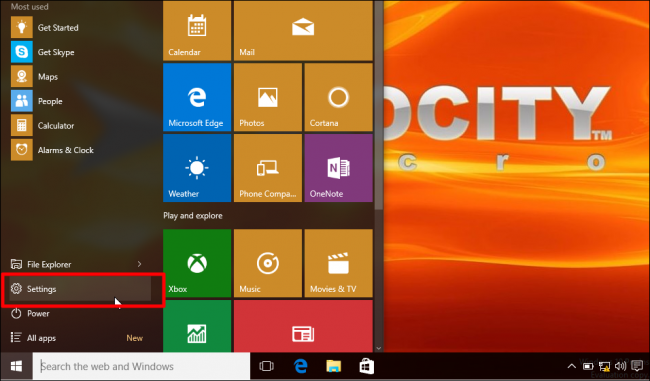 Most used
Get Started
Get Skype
Maps
People
Calculator
Alarms & Clock
File Explorer
Settings
Power
All apps New
Calendar Mail
Microsoft Edge Photos Cortana
Weather Phone Compa... OneNote
Play and explore
Xbox Music Movies & TV
OCITY TM
c r o
Search the web and Windows